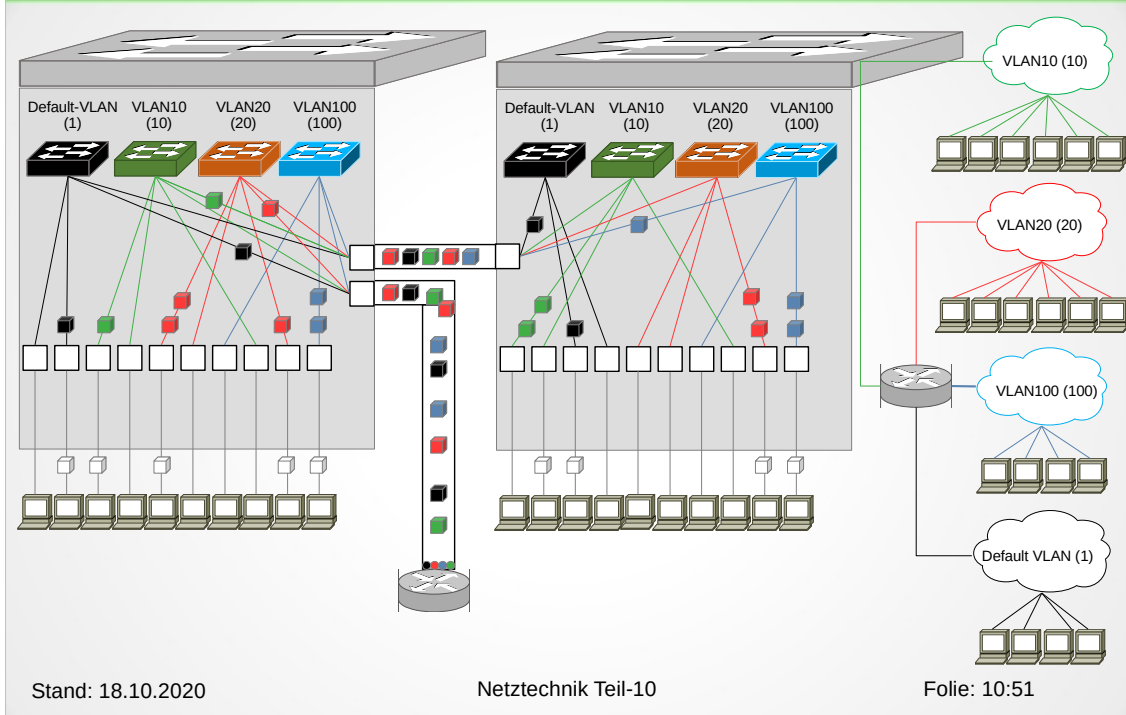 Default-VLAN
(1)
VLAN10
(10)
VLAN20
(20)
VLAN100
(100)
Default-VLAN
(1)
VLAN10
(10)
VLAN20
(20)
VLAN100
(100)
VLAN10 (10)
VLAN20 (20)
VLAN100 (100)
Default VLAN (1)
Stand: 18.10.2020
Netztechnik Teil-10
Folie: 10:51